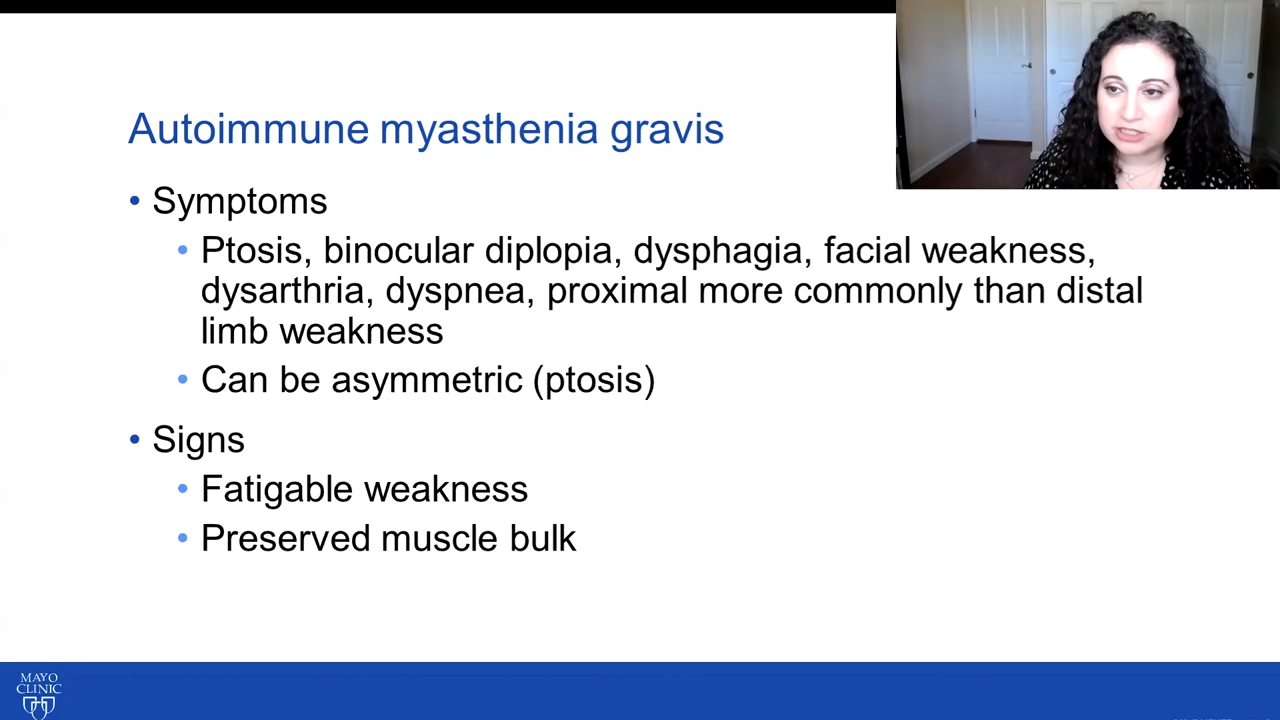 Autoimmune myasthenia gravis
• Symptoms
• Ptosis, binocular diplopia, dysphagia, facial weakness,
dysarthria, dyspnea, proximal more commonly than distal
limb weakness
• Can be asymmetric (ptosis)
• Signs
• Fatigable weakness
• Preserved muscle bulk
MAYO
CLINIC